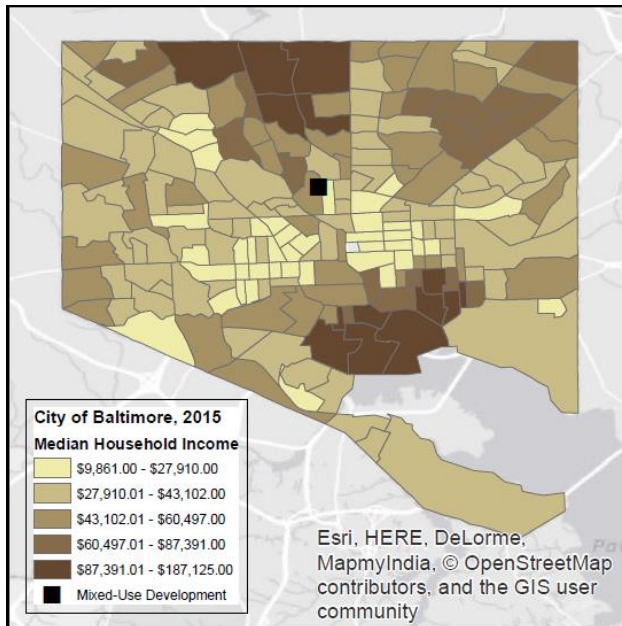 City of Baltimore, 2015
Median Household Income
$9,861.00 - $27,910.00
$27,910.01 - $43,102.00
$43,102.01 - $60,497.00
$60,497.01 - $87,391.00
$87,391.01 - $187,125.00
Mixed-Use Development
Esri, HERE, DeLorme,
MapmyIndia, © OpenStreetMap
contributors, and the GIS user
community